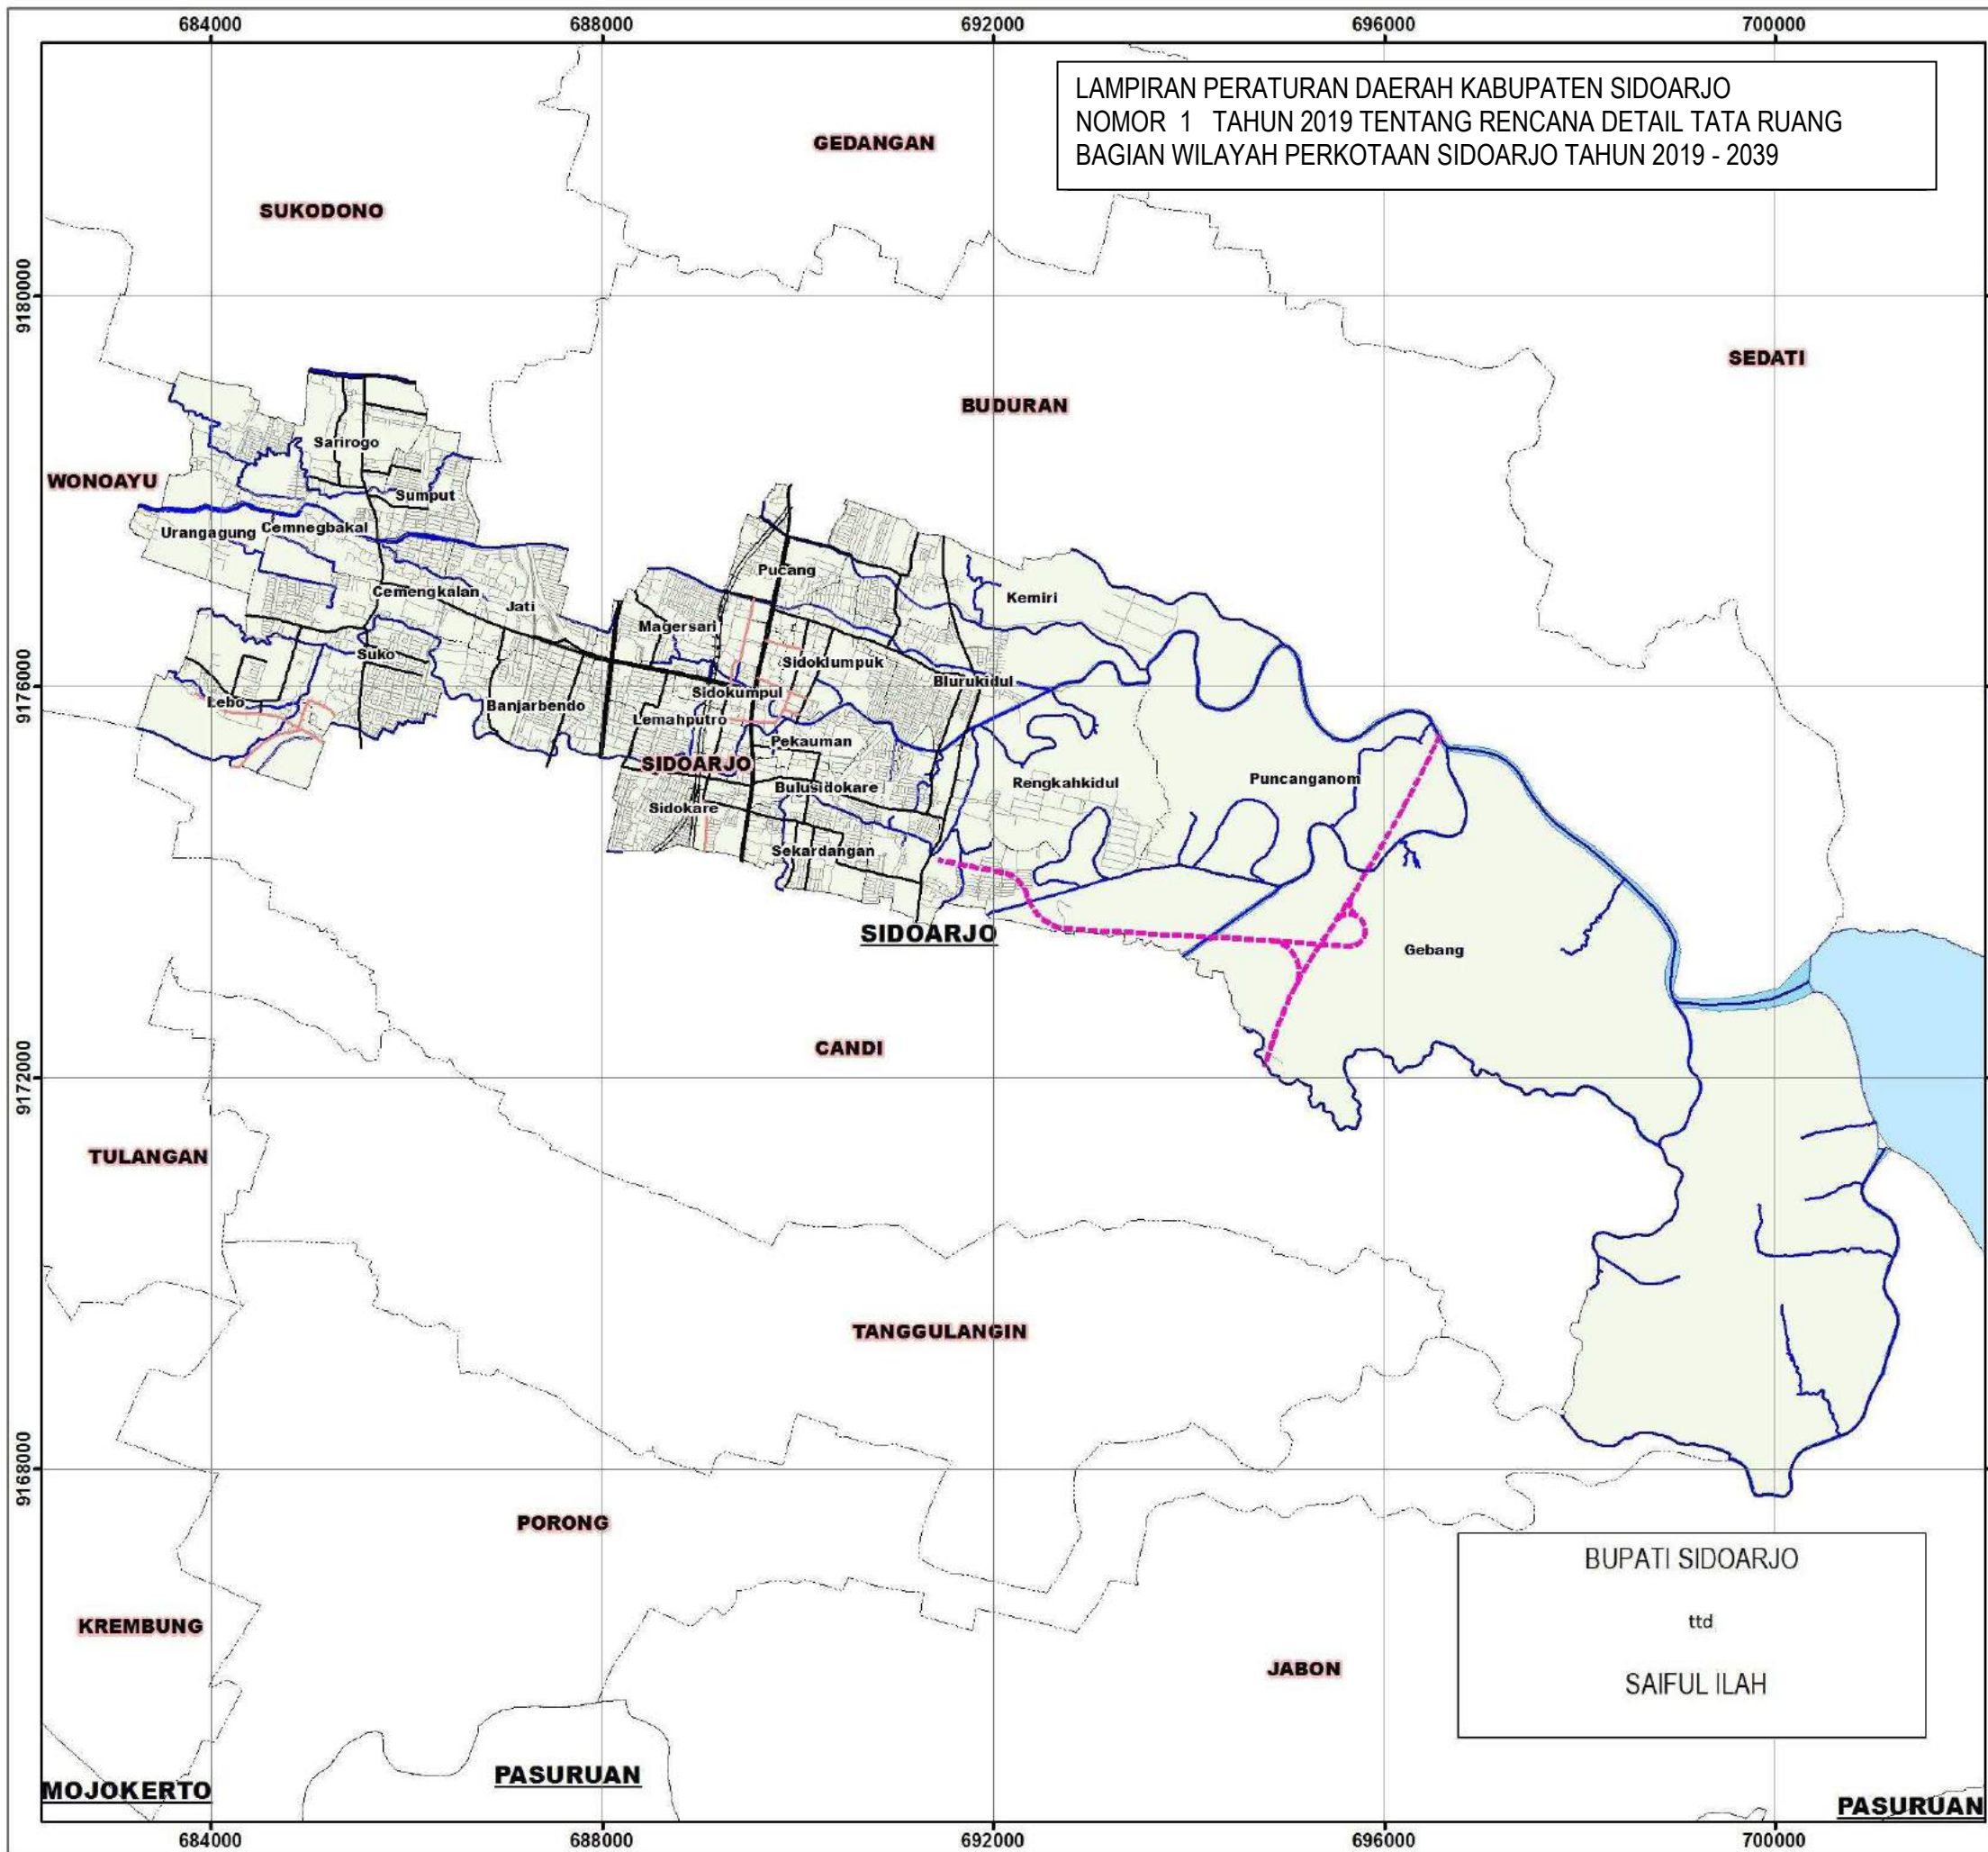 684000
688000
692000
696000
700000
LAMPIRAN PERATURAN DAERAH KABUPATEN SIDOARJO
NOMOR 1 TAHUN 2019 TENTANG RENCANA DETAIL TATA RUANG
BAGIAN WILAYAH PERKOTAAN SIDOARJO TAHUN 2019 - 2039
GEDANGAN
SUKODONO
9180000
SEDATI
BUDURAN
Sarirogo
WONOAYU
Sumput
Urangagung
Cemnegbakal
Pucang
Cemengkalan
Kemiri
Jati
Magersari
Suko
Sidoklumpuk
9176000
Blurukidul
Sidokumpul
Lebo
Banjarbendo
Lemahputro
Pekauman
SIDOARJO
Puncanganom
Rengkahkidul
Bulusidokare
Sidokare
Sekardangan
SIDOARJO
Gebang
CANDI
9172000
TULANGAN
TANGGULANGIN
9168000
PORONG
BUPATI SIDOARJO
ttd
SAIFUL ILAH
KREMBUNG
JABON
PASURUAN
MOJOKERTO
PASURUAN
684000
688000
692000
696000
700000